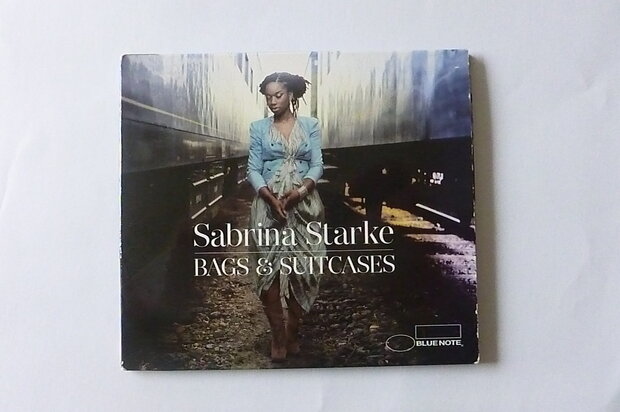 Sabrina Starke
BAGS & SUITCASES
BLUE NOTE